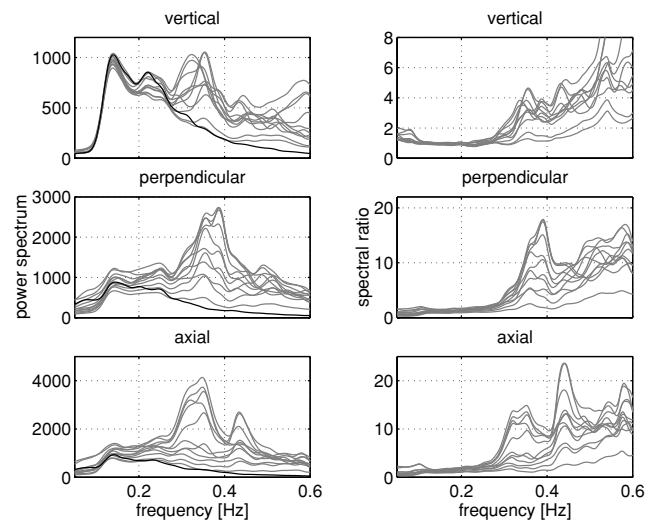 vertical
1000
500
0
vertical
8
6
4
2
0
perpendicular
3000
2000
1000
0
power spectrum
perpendicular
20
10
0
spectral ratio
axial
4000
2000
0
0.2
0.4
0.6
frequency [Hz]
axial
20
10
0
0.2
0.4
0.6
frequency [Hz]